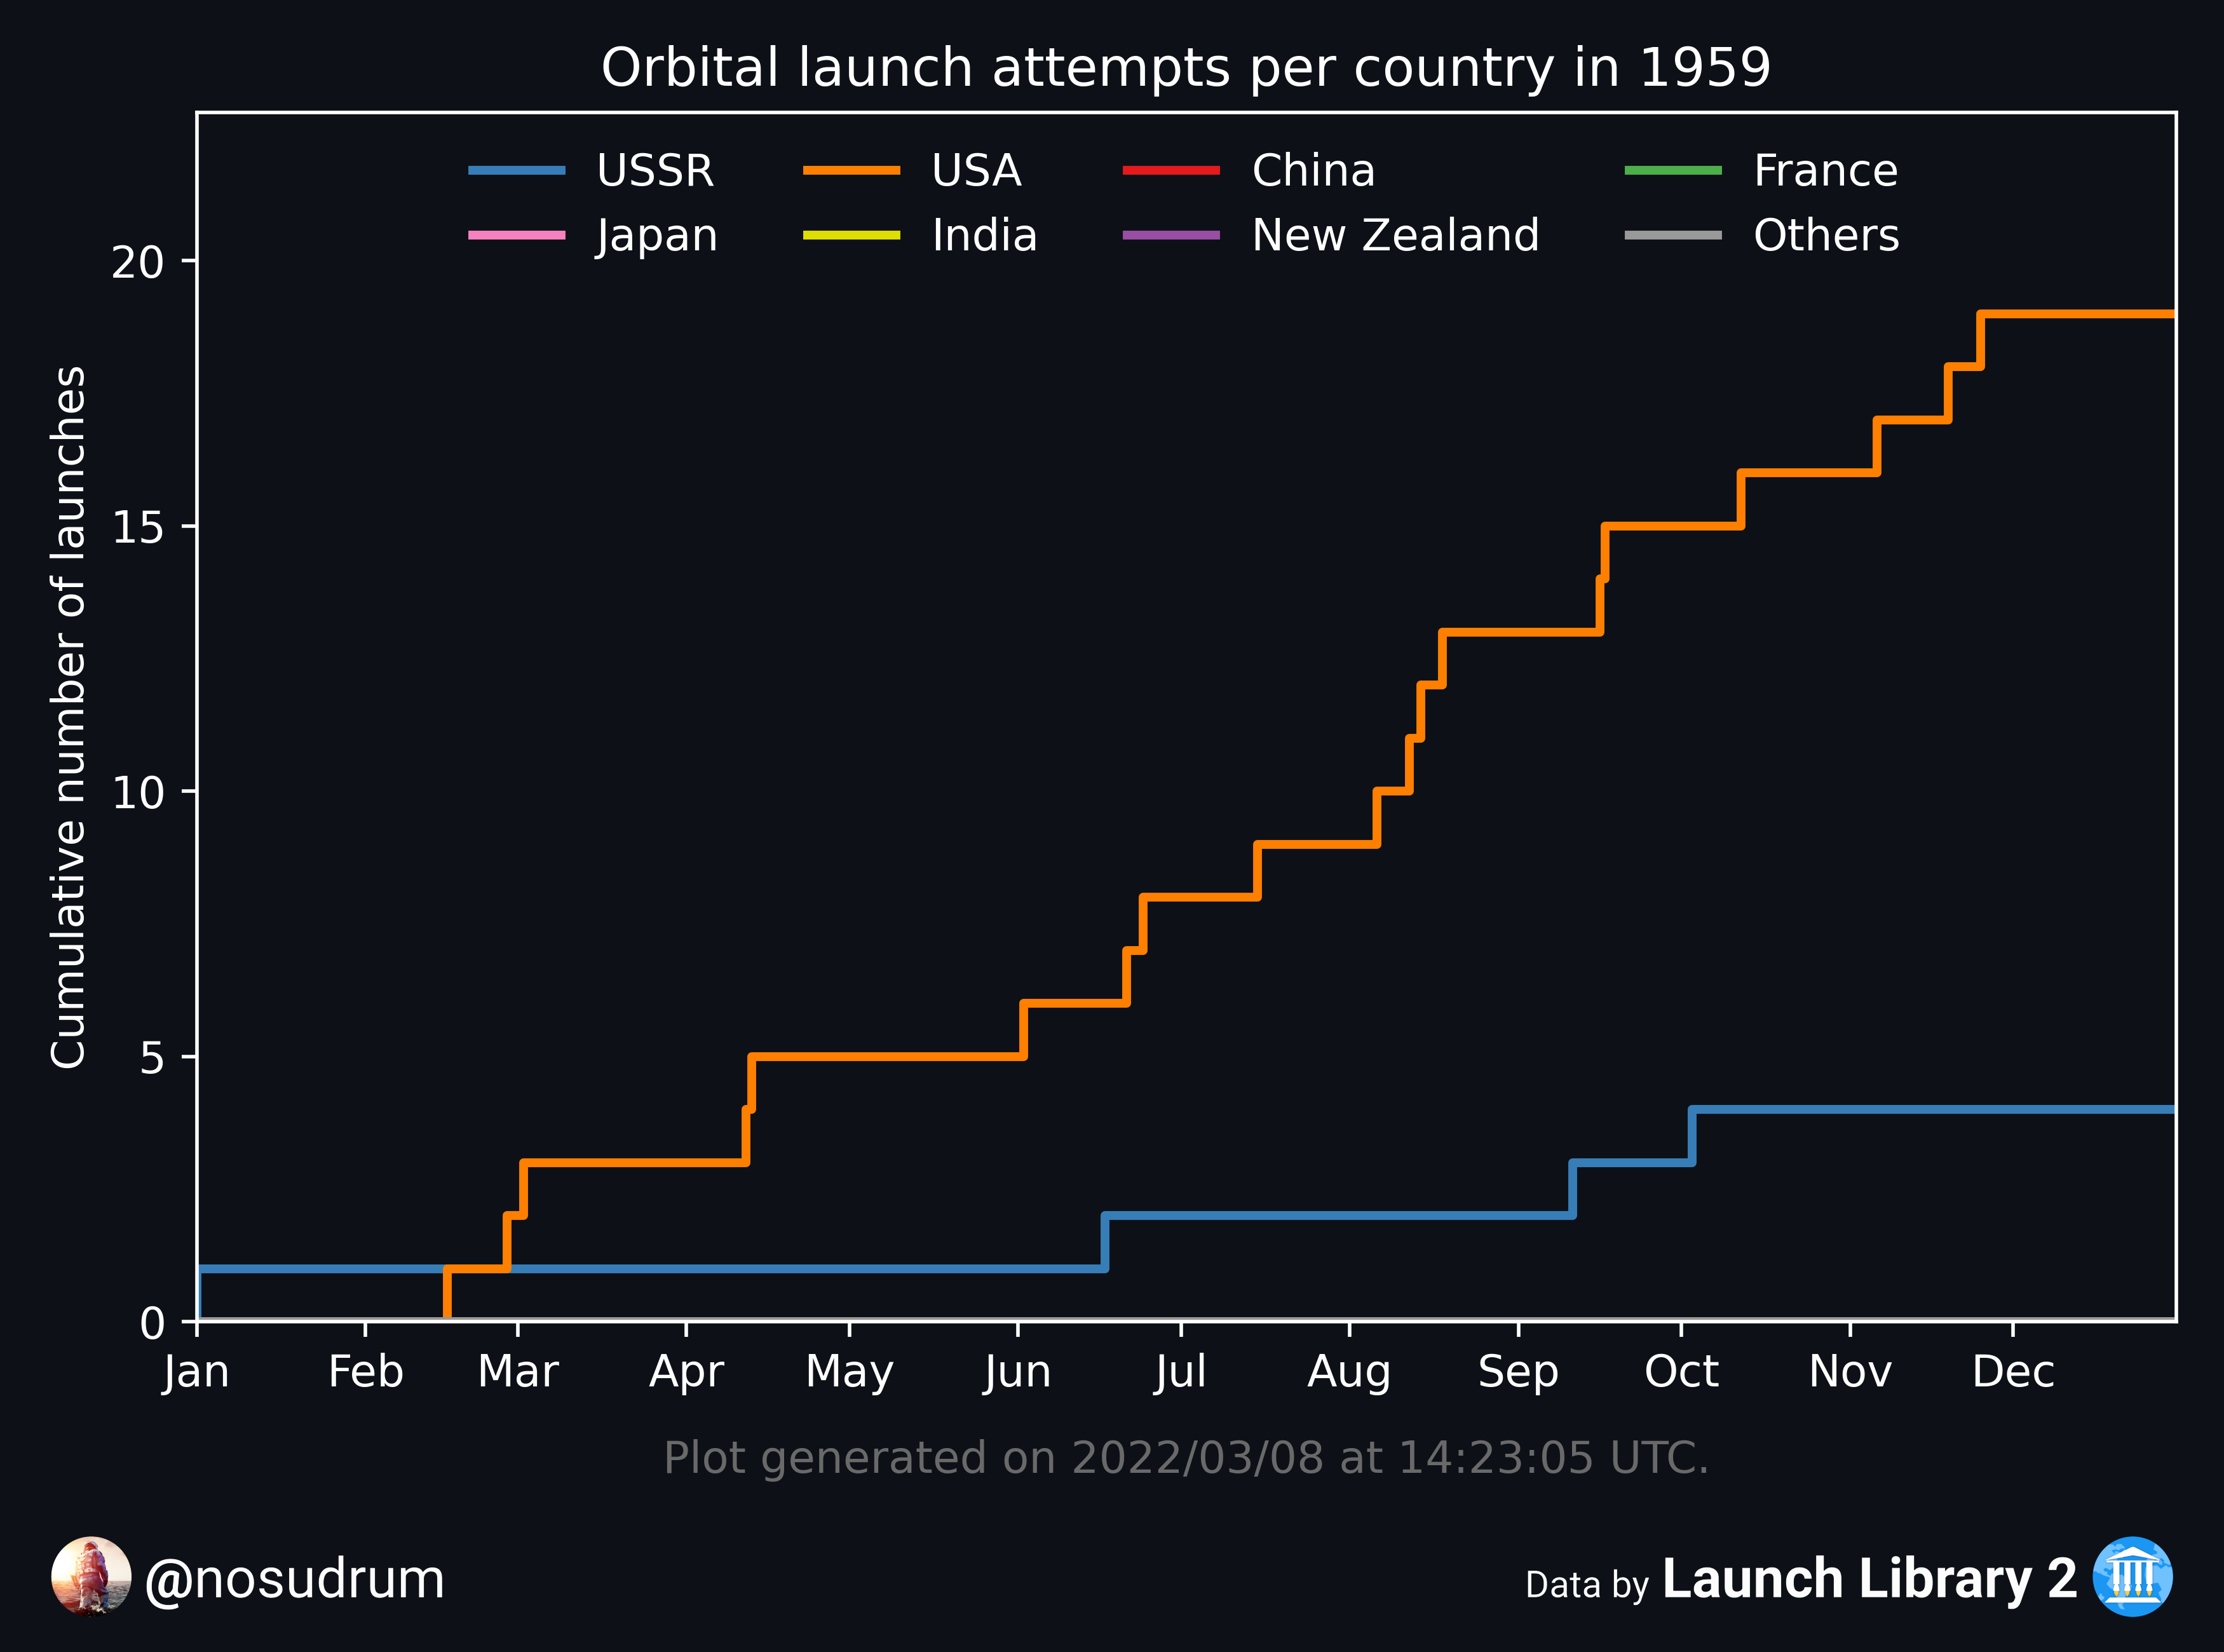 Orbital launch attempts per country in 1959
USSR USA China France
Japan India New Zealand Others
Cumulative number of launches
20
15
10
5
0
Jan Feb Mar Apr May Jun Jul Aug Sep Oct Nov Dec
Plot generated on 2022/03/08 at 14:23:05 UTC.
@nosudrum
Data by Launch Library 2